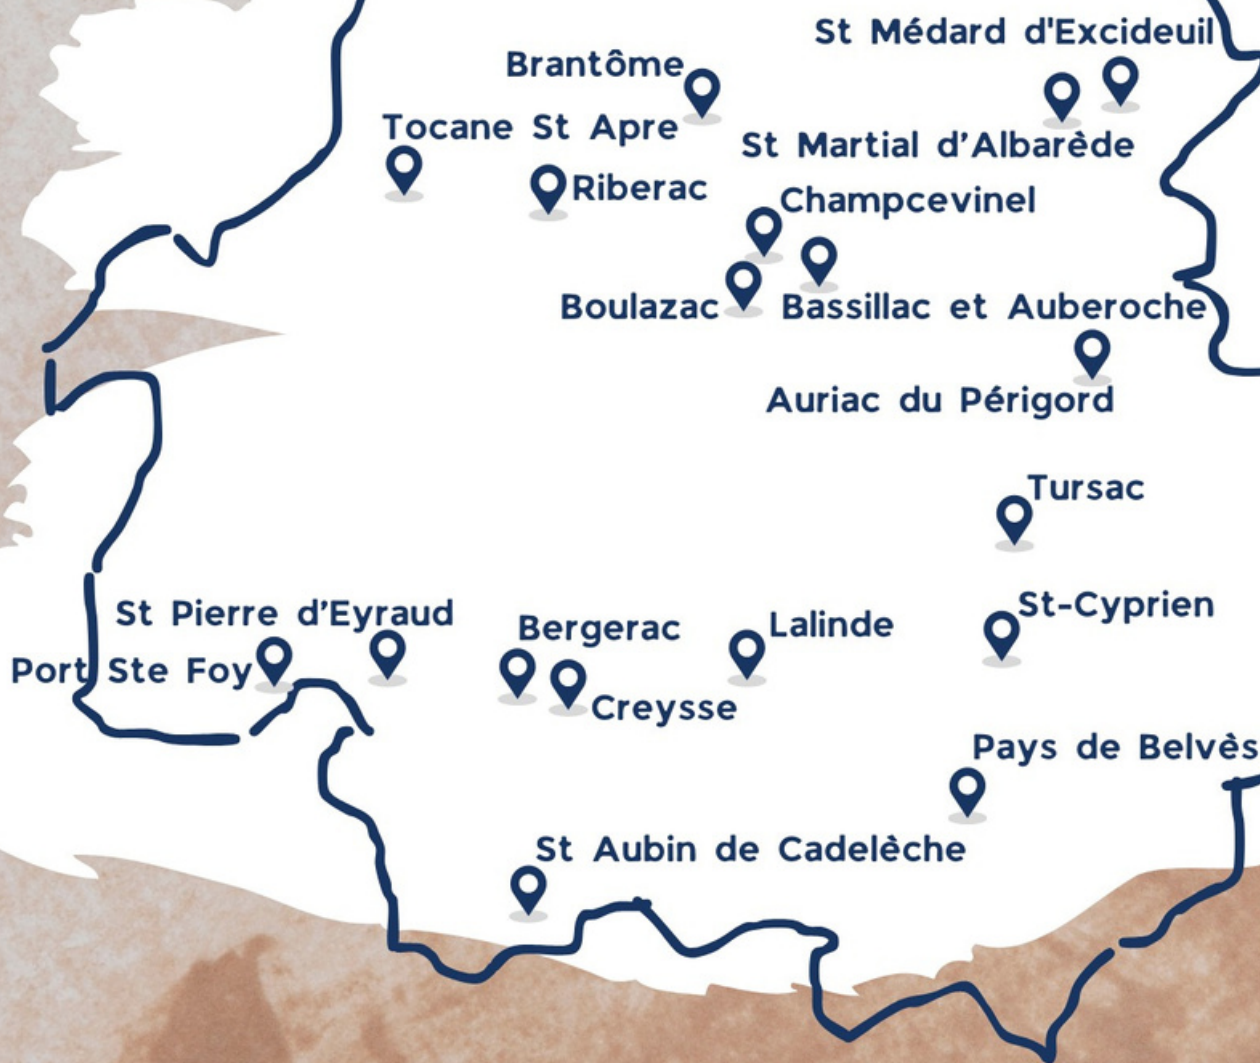 St Médard d'Excideuil
Brantôme
Tocane St Apre
St Martial d’Albarède
Riberac
Champcevinel
Boulazac
Bassillac et Auberoche
Auriac du Périgord
Tursac
St-Cyprien
St Pierre d’Eyraud
Bergerac
Lalinde
Port Ste Foy
Creysse
Pays de Belvès
St Aubin de Cadelèche